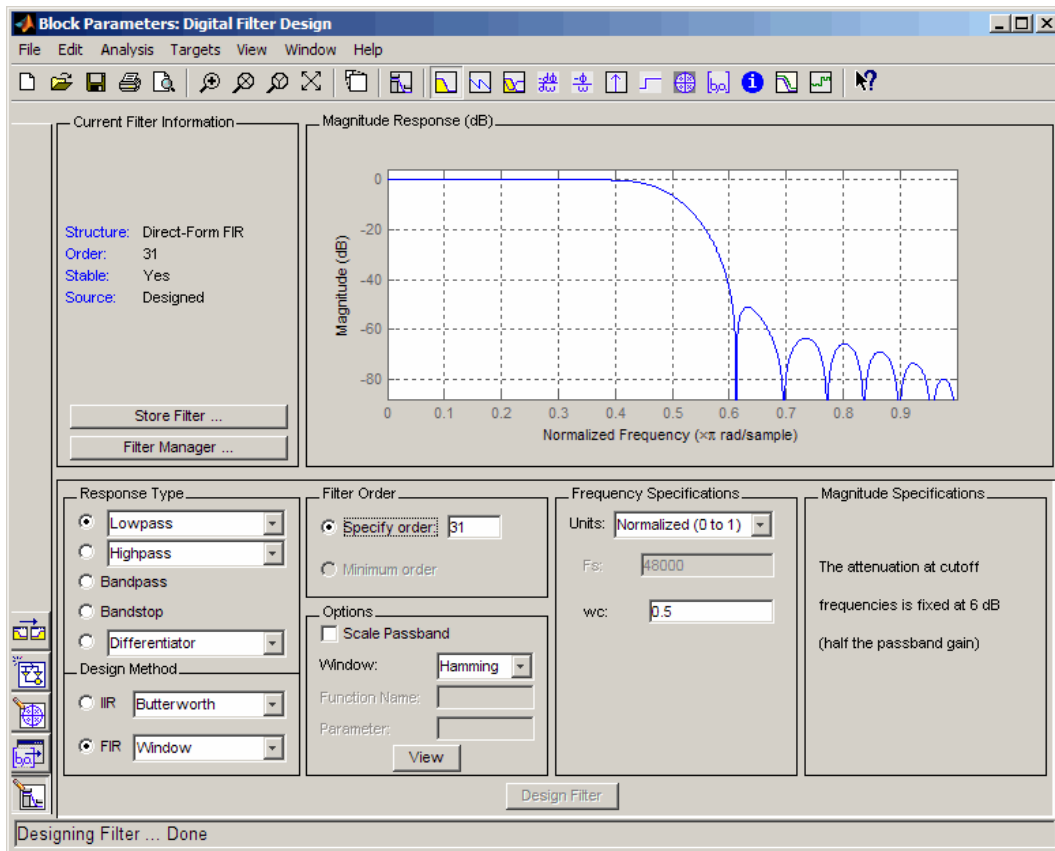 Block Parameters: Digital Filter Design
File Edit Analysis Targets View Window Help
Current Filter Information
Structure: Direct-Form FIR
Order: 31
Stable: Yes
Source: Designed
Store Filter ...
Filter Manager ...
Magnitude Response (dB)
Magnitude (dB)
0
-20
-40
-60
-80
0 0.1 0.2 0.3 0.4 0.5 0.6 0.7 0.8 0.9
Normalized Frequency (×π rad/sample)
Response Type
Lowpass
Highpass
Bandpass
Bandstop
Differentiator
Design Method
IIR Butterworth
FIR Window
Filter Order
Specify order: 31
Minimum order
Options
Scale Passband
Window: Hamming
Function Name:
Parameter:
View
Frequency Specifications
Units: Normalized (0 to 1)
Fs: 48000
wc: 0.5
Magnitude Specifications
The attenuation at cutoff
frequencies is fixed at 6 dB
(half the passband gain)
Design Filter
Designing Filter ... Done